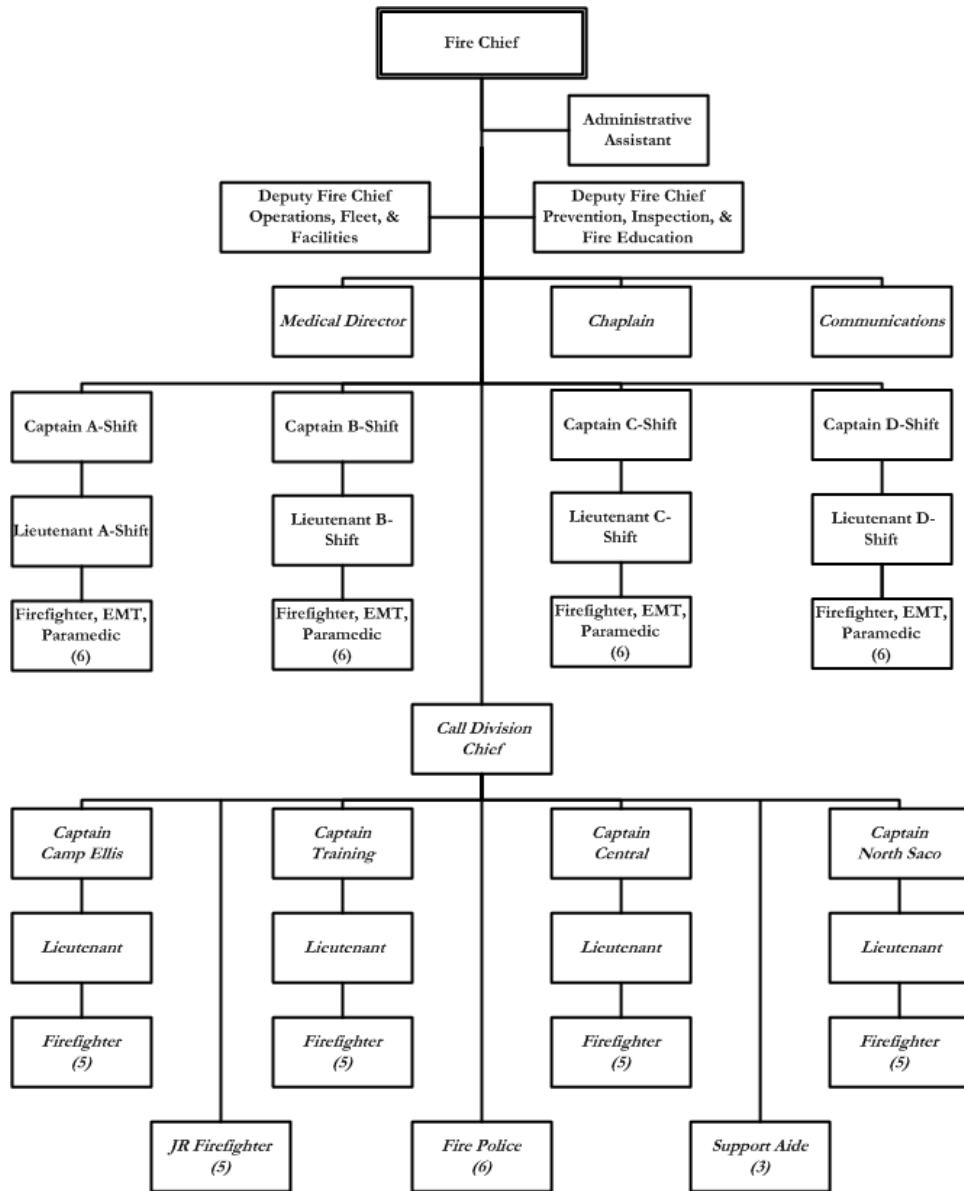 Fire Chief
Administrative
Assistant
Deputy Fire Chief
Operations, Fleet, &
Facilities
Deputy Fire Chief
Prevention, Inspection, &
Fire Education
Medical Director
Chaplain
Communications
Captain A-Shift
Captain B-Shift
Captain C-Shift
Captain D-Shift
Lieutenant A-Shift
Lieutenant B-
Shift
Lieutenant C-
Shift
Lieutenant D-
Shift
Firefighter, EMT,
Paramedic
(6)
Firefighter, EMT,
Paramedic
(6)
Firefighter, EMT,
Paramedic
(6)
Firefighter, EMT,
Paramedic
(6)
Call Division
Chief
Captain
Camp Ellis
Captain
Training
Captain
Central
Captain
North Saco
Lieutenant
Lieutenant
Lieutenant
Lieutenant
Firefighter
(5)
Firefighter
(5)
Firefighter
(5)
Firefighter
(5)
JR Firefighter
(5)
Fire Police
(6)
Support Aide
(3)